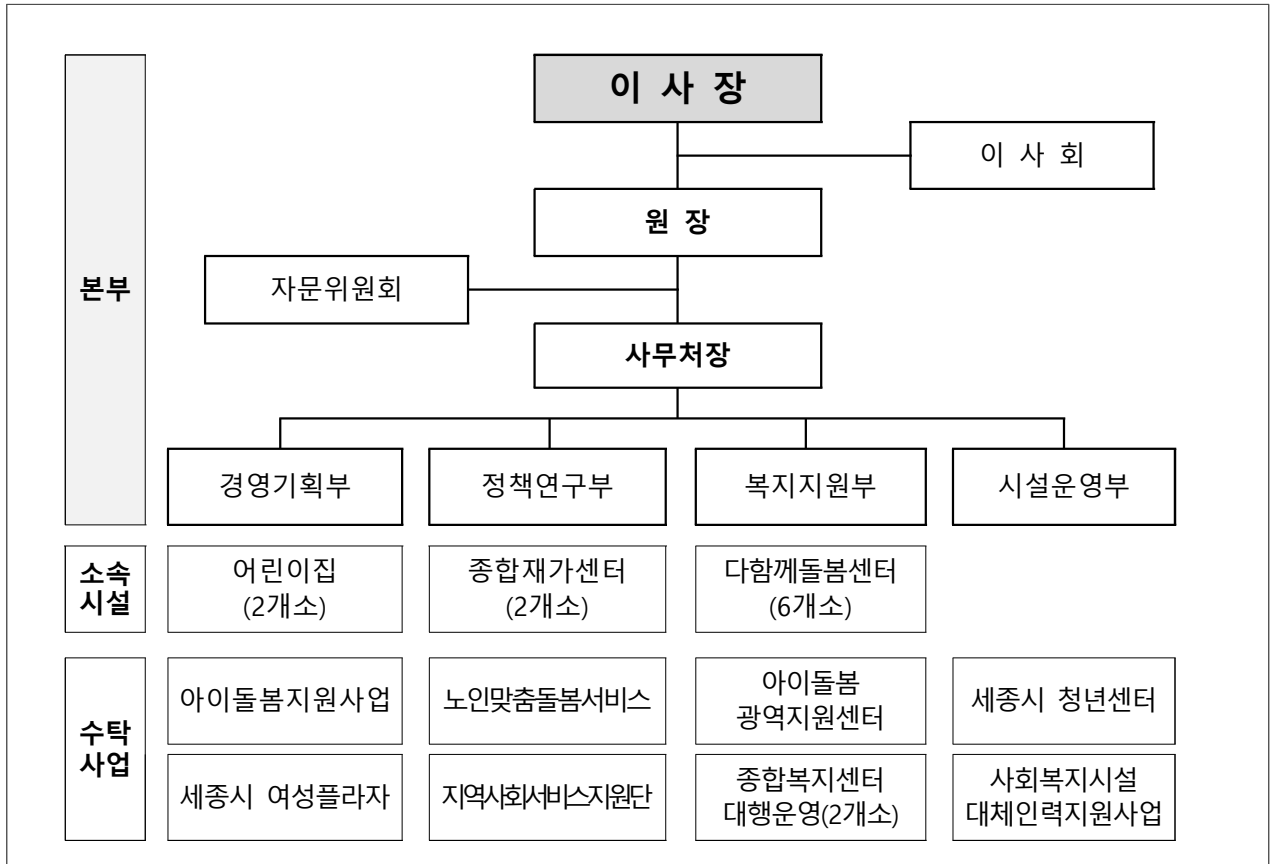 이 사 장
이 사 회
원 장
본부
자문위원회
사무처장
경영기획부
정책연구부
복지지원부
시설운영부
소속
시설
어린이집
(2개소)
종합재가센터
(2개소)
다함께돌봄센터
(6개소)
수탁
사업
아이돌봄지원사업
노인맞춤돌봄서비스
아이돌봄
광역지원센터
세종시 청년센터
세종시 여성플라자
지역사회서비스지원단
종합복지센터
대행운영(2개소)
사회복지시설
대체인력지원사업